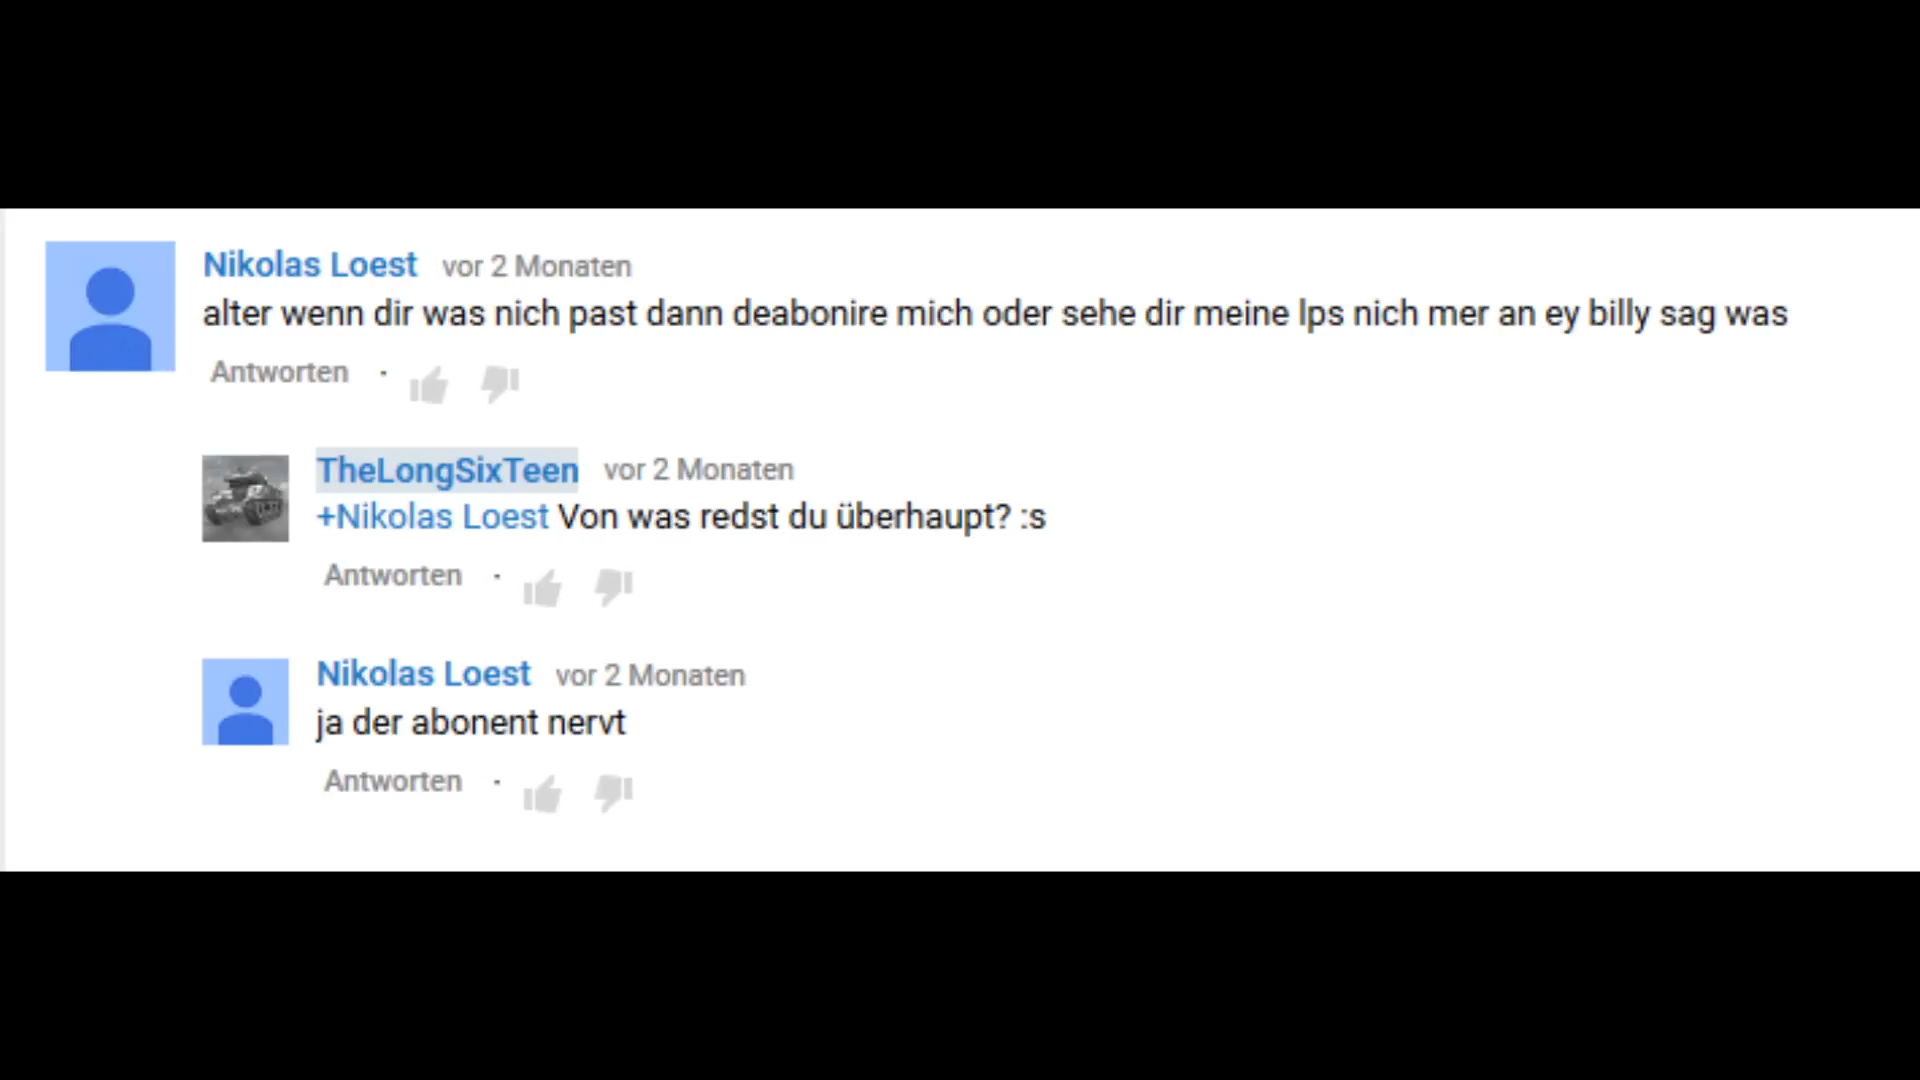 Nikolas Loest vor 2 Monaten
alter wenn dir was nich past dann deabonire mich oder sehe dir meine lps nich mer an ey billy sag was
Antworten ·
TheLongSixTeen vor 2 Monaten
+Nikolas Loest Von was redst du überhaupt? :s
Antworten ·
Nikolas Loest vor 2 Monaten
ja der abonent nervt
Antworten ·